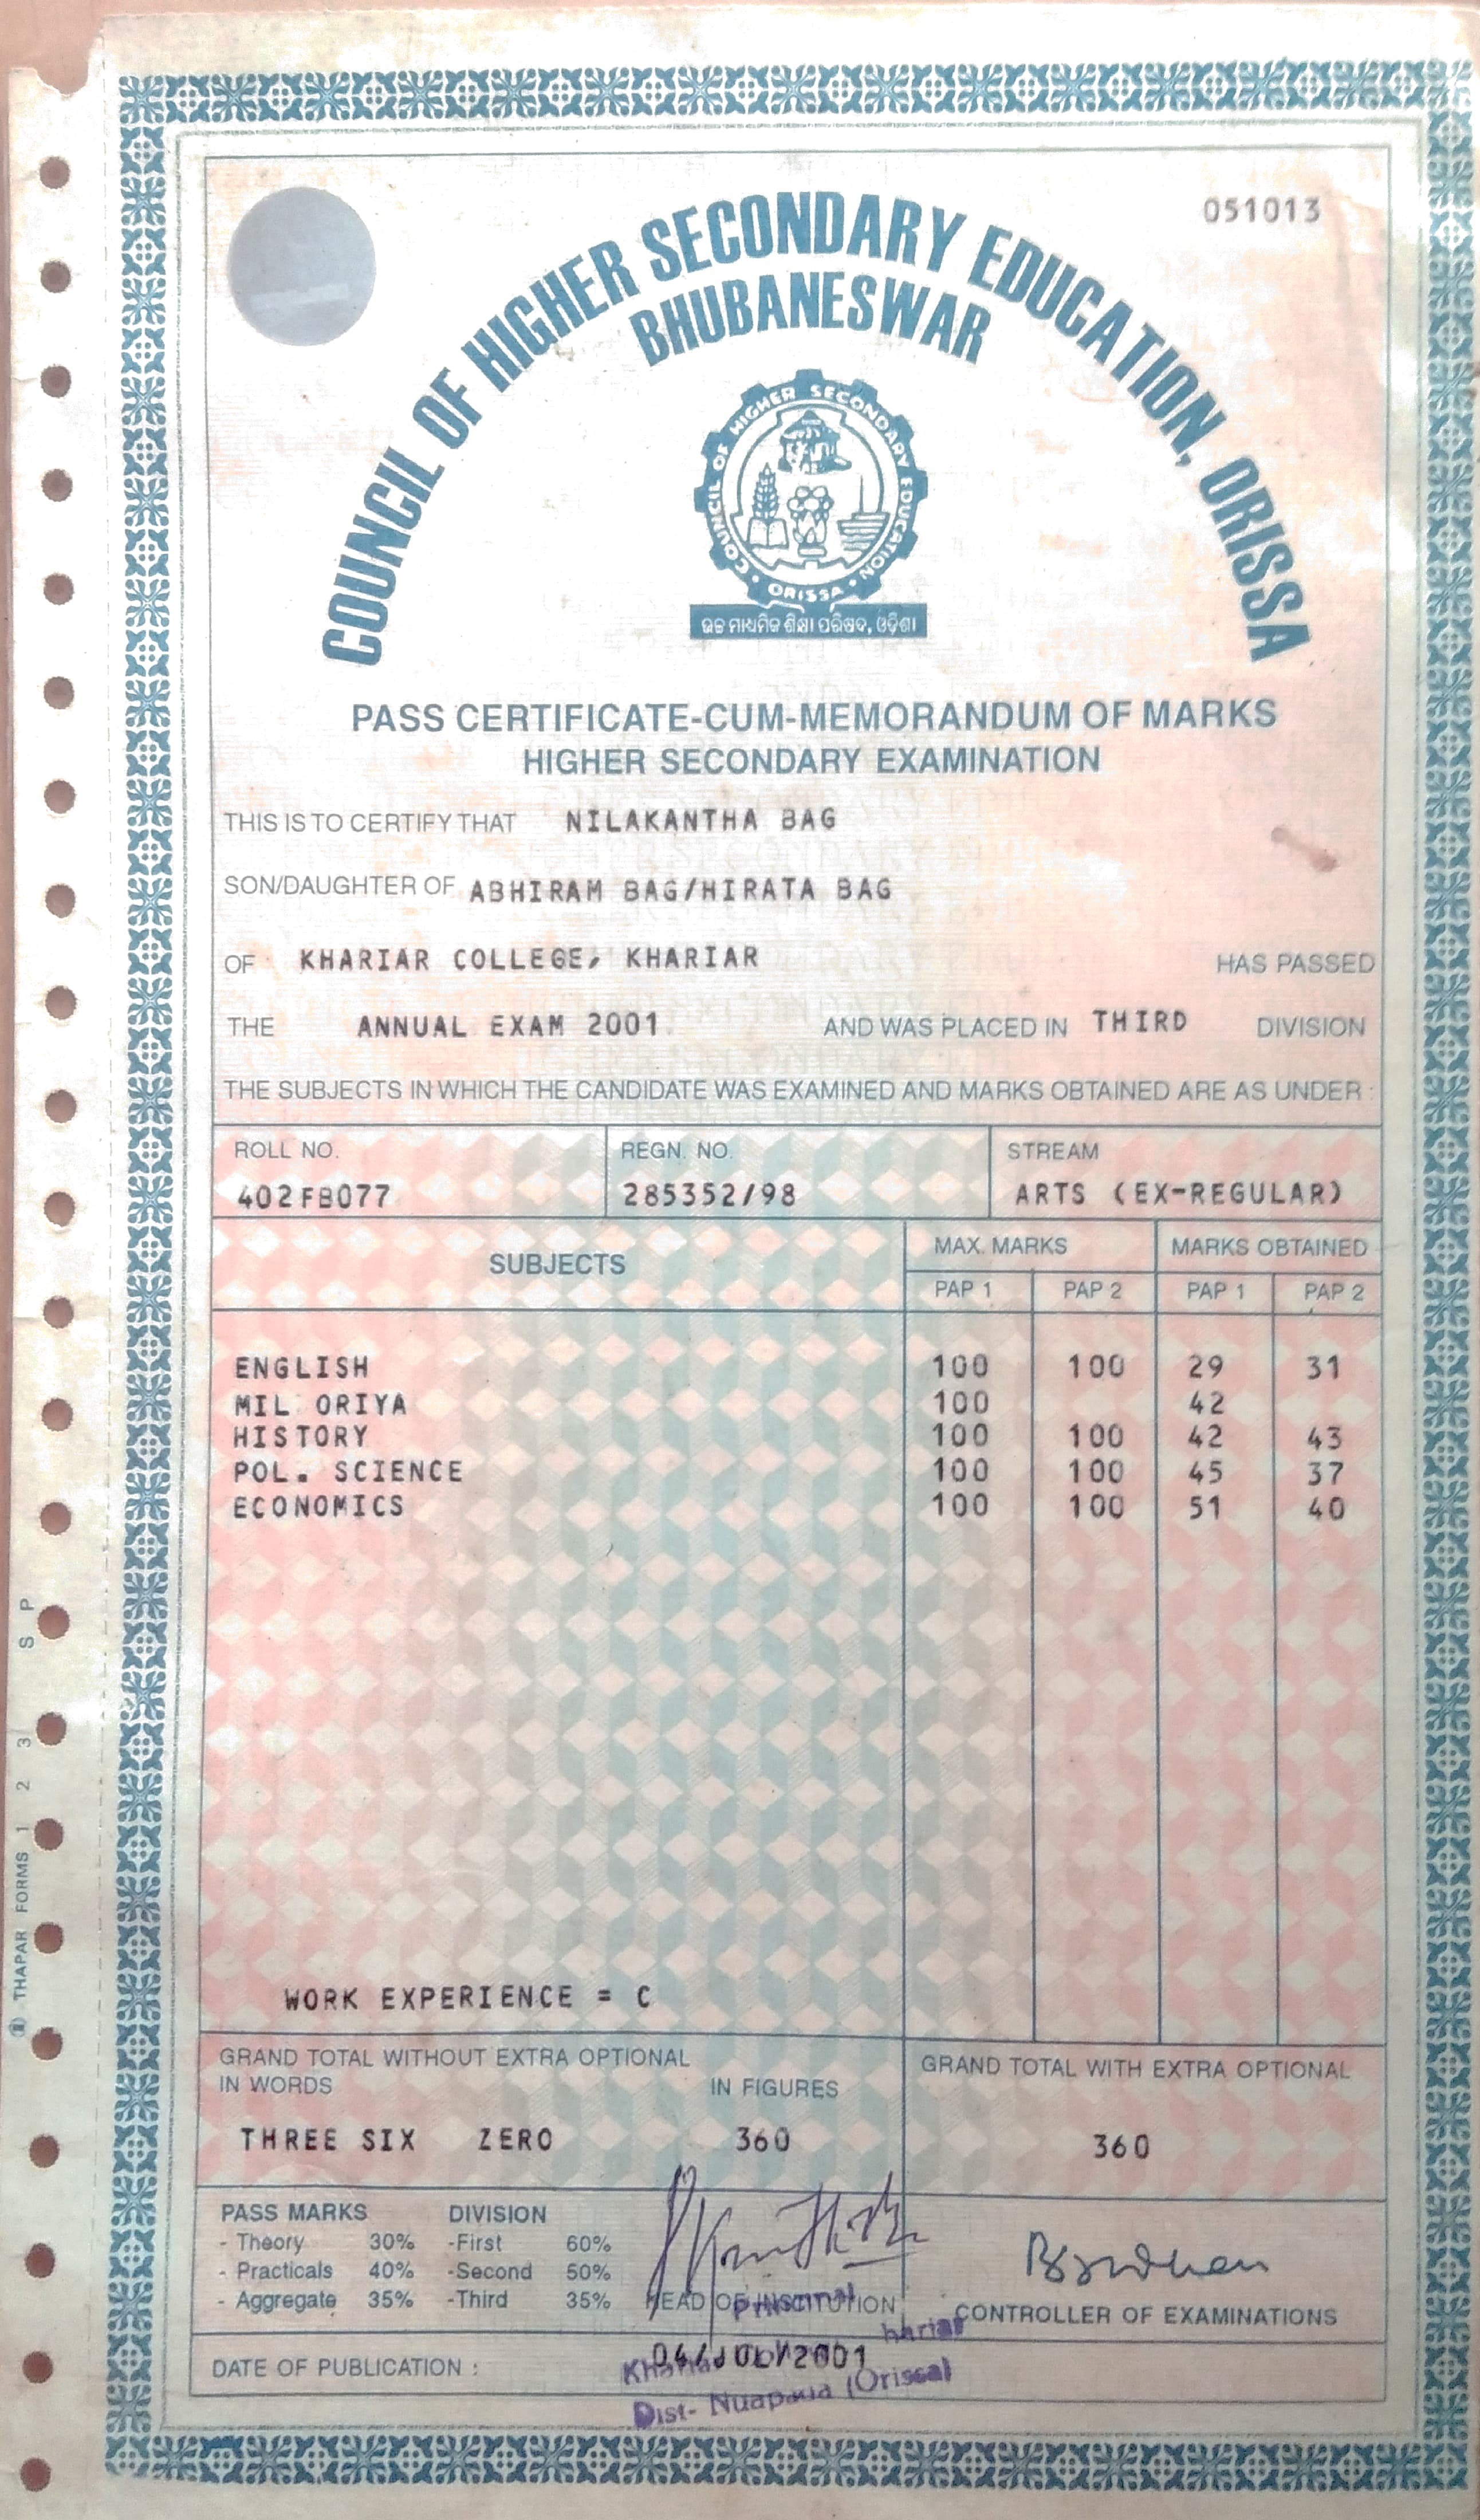 051013
COUNCIL OF HIGHER SECONDARY EDUCATION, ORISSA
BHUBANESWAR
COUNCIL OF HIGHER SECONDARY EDUCATION
• ORISSA •
ଉଚ୍ଚ ମାଧ୍ୟମିକ ଶିକ୍ଷା ପରିଷଦ, ଓଡ଼ିଶା
PASS CERTIFICATE-CUM-MEMORANDUM OF MARKS
HIGHER SECONDARY EXAMINATION
THIS IS TO CERTIFY THAT NILAKANTHA BAG
SON/DAUGHTER OF ABHIRAM BAG/HIRATA BAG
OF KHARIAR COLLEGE, KHARIAR HAS PASSED
THE ANNUAL EXAM 2001 AND WAS PLACED IN THIRD DIVISION
THE SUBJECTS IN WHICH THE CANDIDATE WAS EXAMINED AND MARKS OBTAINED ARE AS UNDER :
ROLL NO. REGN. NO. STREAM
402FB077 285352/98 ARTS (EX-REGULAR)
SUBJECTS MAX. MARKS MARKS OBTAINED
PAP 1 PAP 2 PAP 1 PAP 2
ENGLISH 100 100 29 31
MIL ORIYA 100 42
HISTORY 100 100 42 43
POL. SCIENCE 100 100 45 37
ECONOMICS 100 100 51 40
WORK EXPERIENCE = C
GRAND TOTAL WITHOUT EXTRA OPTIONAL GRAND TOTAL WITH EXTRA OPTIONAL
IN WORDS IN FIGURES
THREE SIX ZERO 360 360
PASS MARKS DIVISION
- Theory 30% -First 60%
- Practicals 40% -Second 50%
- Aggregate 35% -Third 35%
HEAD OF INSTITUTION CONTROLLER OF EXAMINATIONS
Principal
DATE OF PUBLICATION : 04/JUL/2001
Dist- Nuapada (Orissa)
THAPAR FORMS 1 2 3 S P